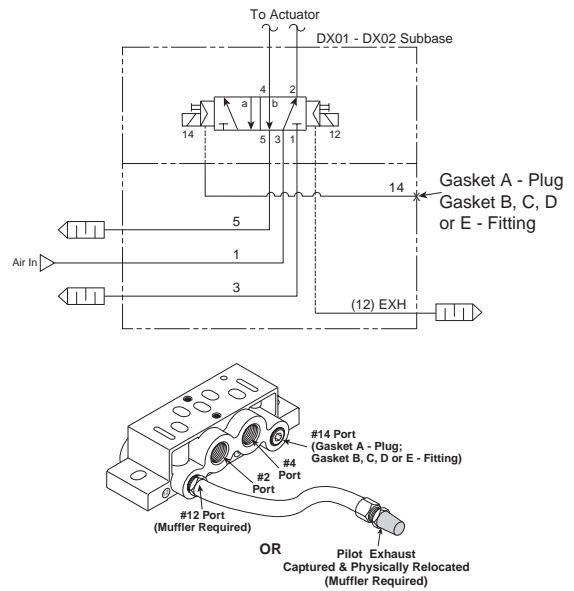 To Actuator
DX01 - DX02 Subbase
4 2
a b
14 12
5 3 1
14
Gasket A - Plug
Gasket B, C, D
or E - Fitting
5
1
Air In
3
(12) EXH
#14 Port
(Gasket A - Plug;
Gasket B, C, D or E - Fitting)
#4
Port
#2
Port
#12 Port
(Muffler Required)
OR
Pilot Exhaust
Captured & Physically Relocated
(Muffler Required)